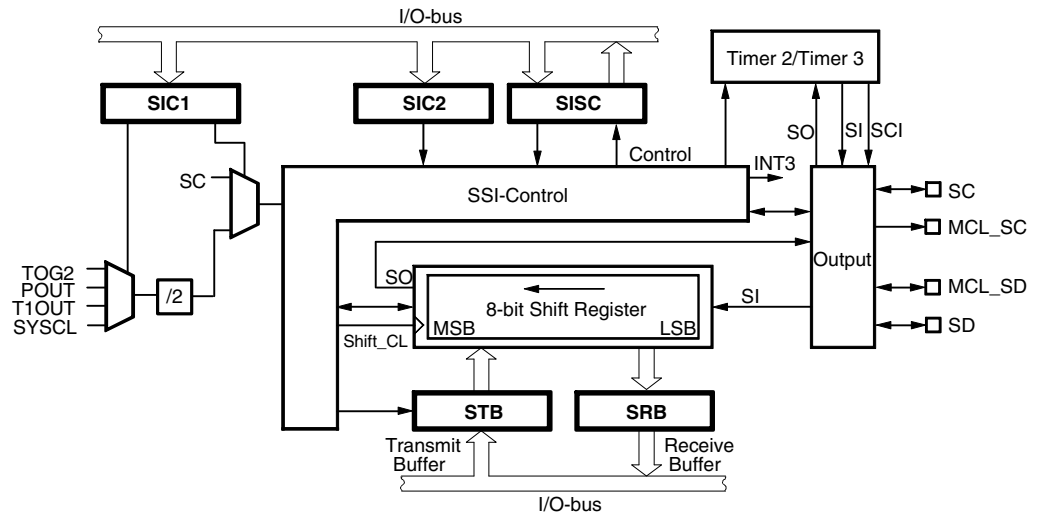 I/O-bus
Timer 2/Timer 3
SIC1
SIC2
SISC
SO
SI
SCI
Control
INT3
SC
SSI-Control
SC
MCL_SC
Output
TOG2
POUT
T1OUT
SYSCL
/2
SO
8-bit Shift Register
MSB
LSB
SI
MCL_SD
SD
Shift_CL
STB
SRB
Transmit
Buffer
Receive
Buffer
I/O-bus